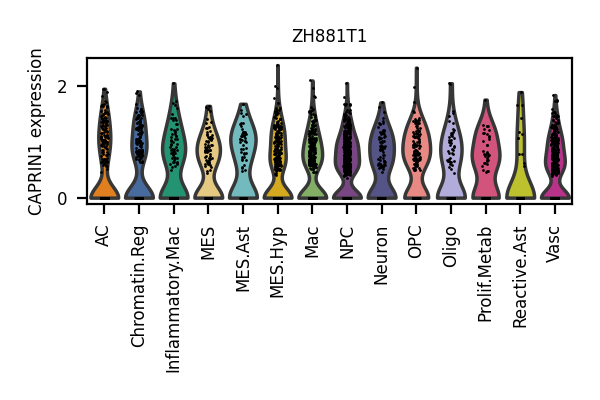 ZH881T1
CAPRIN1 expression
2
0
AC
Chromatin.Reg
Inflammatory.Mac
MES
MES.Ast
MES.Hyp
Mac
NPC
Neuron
OPC
Oligo
Prolif.Metab
Reactive.Ast
Vasc